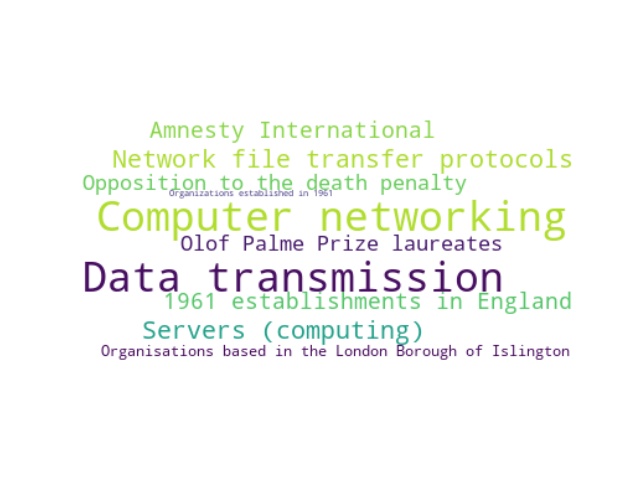 Amnesty International
Network file transfer protocols
Opposition to the death penalty
Organizations established in 1961
Computer networking
Olof Palme Prize laureates
Data transmission
1961 establishments in England
Servers (computing)
Organisations based in the London Borough of Islington